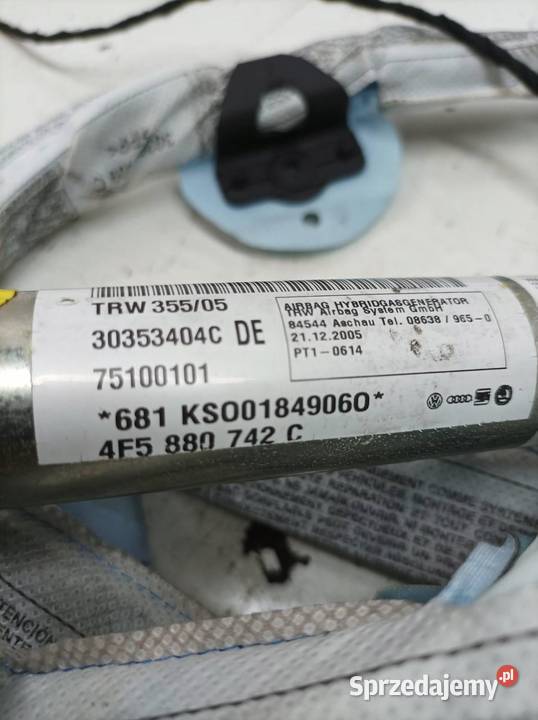 TRW 355/05
30353404C DE
75100101
*681 KSO01849060*
4F5 880 742 C
AIRBAG HYBRIDGASGENERATOR
TRW Airbag System GmbH
84544 Aschau Tel. 08638 / 965-0
21.12.2005
PT1-0614
ATENCIÓN
Sprzedajemy.pl